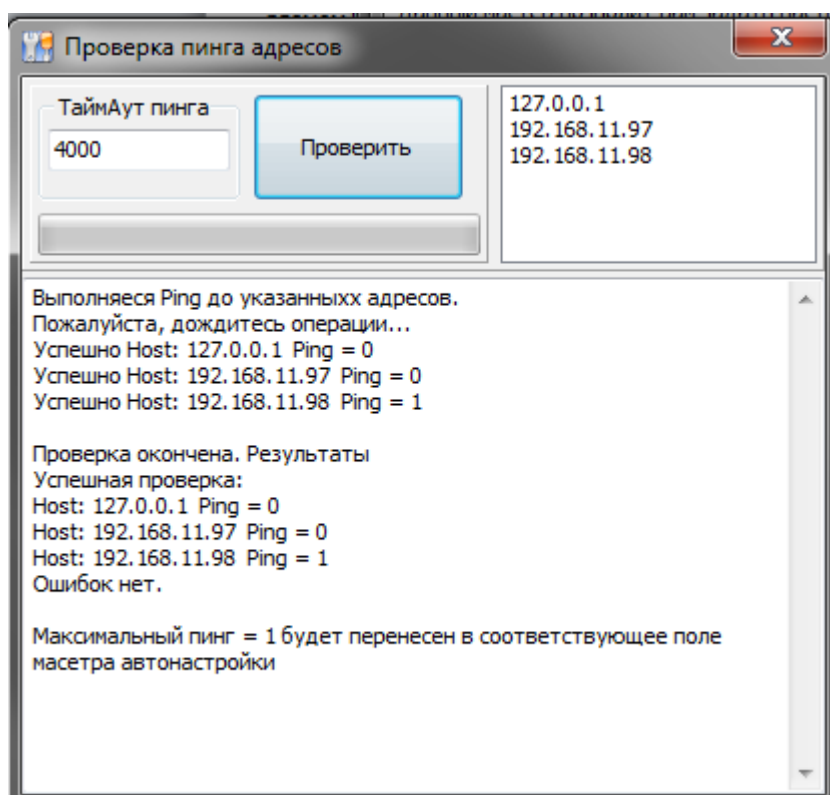 Проверка пинга адресов
ТаймАут пинга
4000
Проверить
127.0.0.1
192.168.11.97
192.168.11.98
Выполняеся Ping до указанныхх адресов.
Пожалуйста, дождитесь операции...
Успешно Host: 127.0.0.1 Ping = 0
Успешно Host: 192.168.11.97 Ping = 0
Успешно Host: 192.168.11.98 Ping = 1
Проверка окончена. Результаты
Успешная проверка:
Host: 127.0.0.1 Ping = 0
Host: 192.168.11.97 Ping = 0
Host: 192.168.11.98 Ping = 1
Ошибок нет.
Максимальный пинг = 1 будет перенесен в соответствующее поле
масетра автонастройки